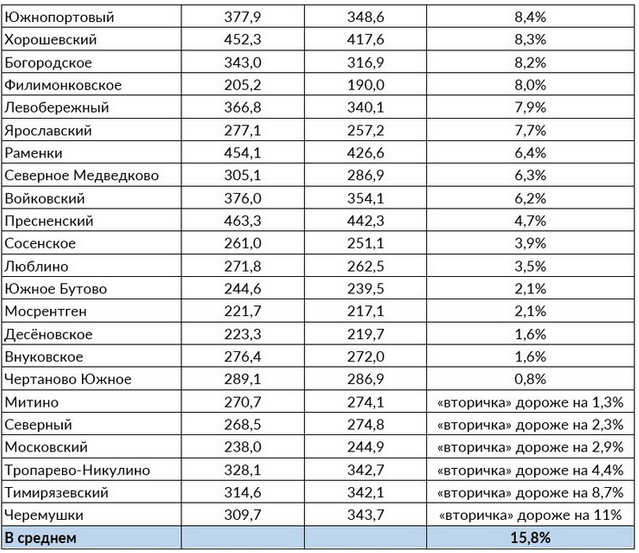 Южнопортовый 377,9 348,6 8,4%
Хорошевский 452,3 417,6 8,3%
Богородское 343,0 316,9 8,2%
Филимонковское 205,2 190,0 8,0%
Левобережный 366,8 340,1 7,9%
Ярославский 277,1 257,2 7,7%
Раменки 454,1 426,6 6,4%
Северное Медведково 305,1 286,9 6,3%
Войковский 376,0 354,1 6,2%
Пресненский 463,3 442,3 4,7%
Сосенское 261,0 251,1 3,9%
Люблино 271,8 262,5 3,5%
Южное Бутово 244,6 239,5 2,1%
Мосрентген 221,7 217,1 2,1%
Десёновское 223,3 219,7 1,6%
Внуковское 276,4 272,0 1,6%
Чертаново Южное 289,1 286,9 0,8%
Митино 270,7 274,1 «вторичка» дороже на 1,3%
Северный 268,5 274,8 «вторичка» дороже на 2,3%
Московский 238,0 244,9 «вторичка» дороже на 2,9%
Тропарево-Никулино 328,1 342,7 «вторичка» дороже на 4,4%
Тимирязевский 314,6 342,1 «вторичка» дороже на 8,7%
Черемушки 309,7 343,7 «вторичка» дороже на 11%
В среднем 15,8%